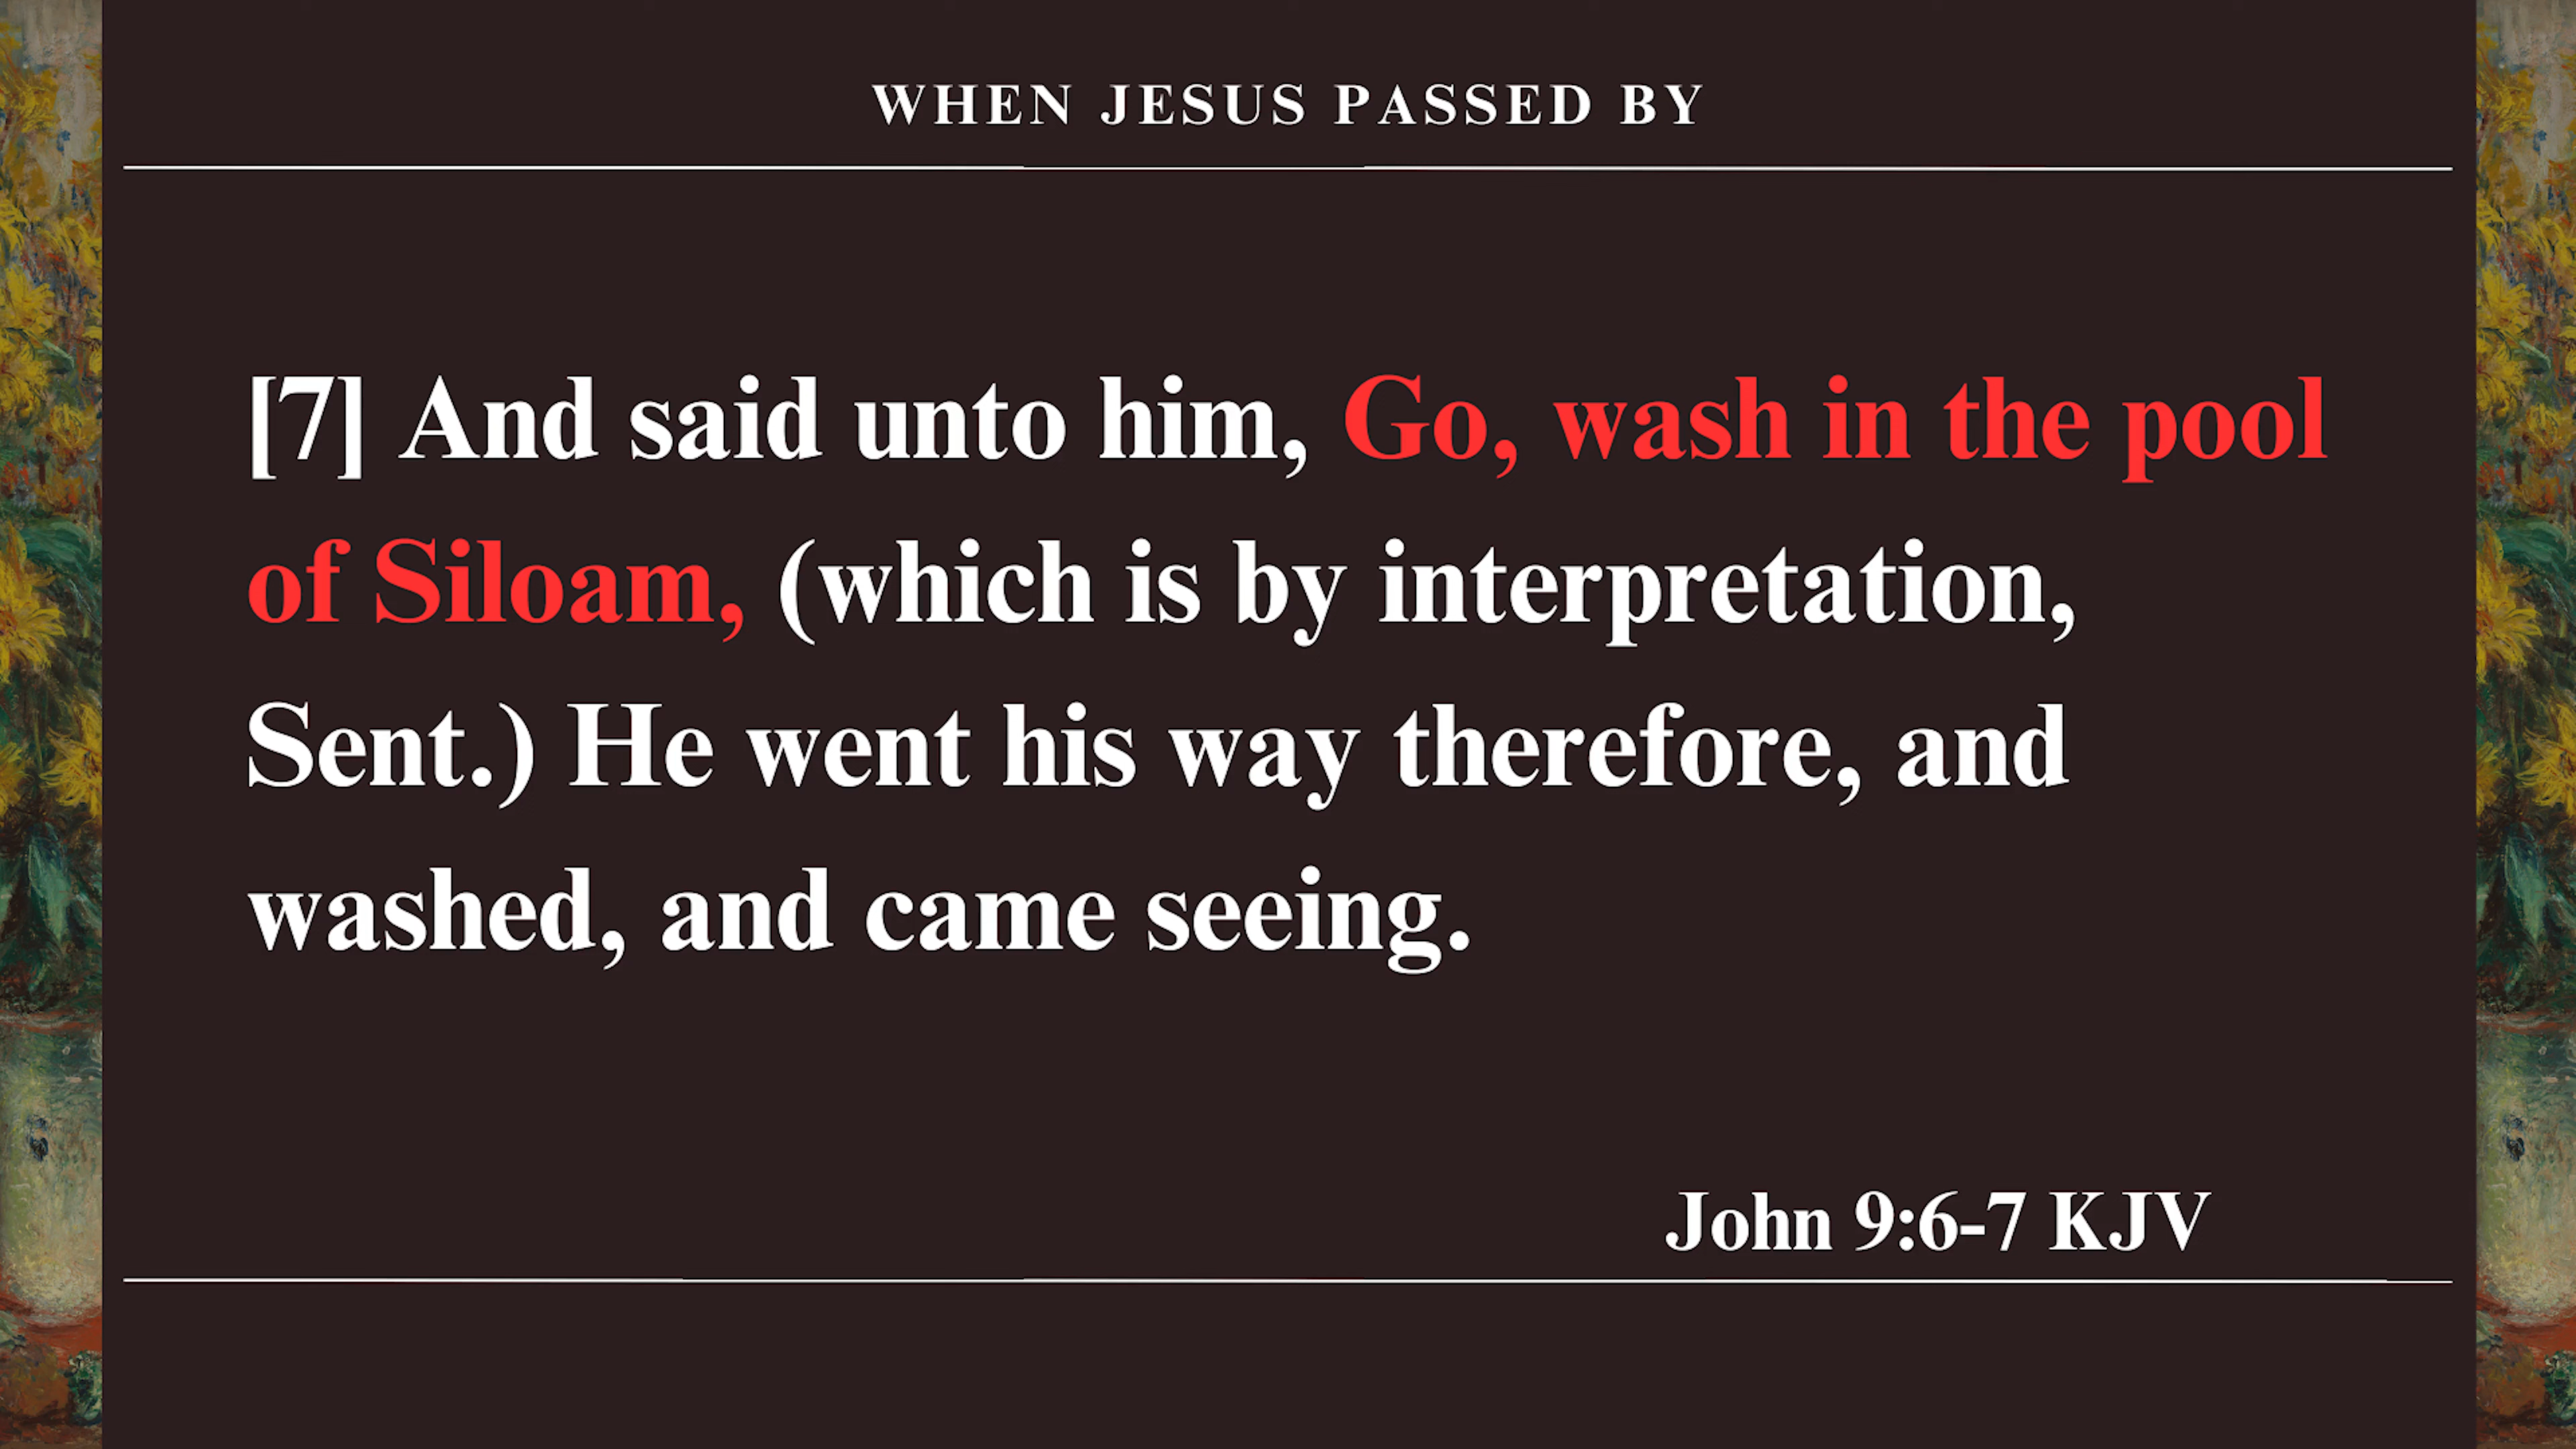 WHEN JESUS PASSED BY
[7] And said unto him, Go, wash in the pool
of Siloam, (which is by interpretation,
Sent.) He went his way therefore, and
washed, and came seeing.
John 9:6-7 KJV